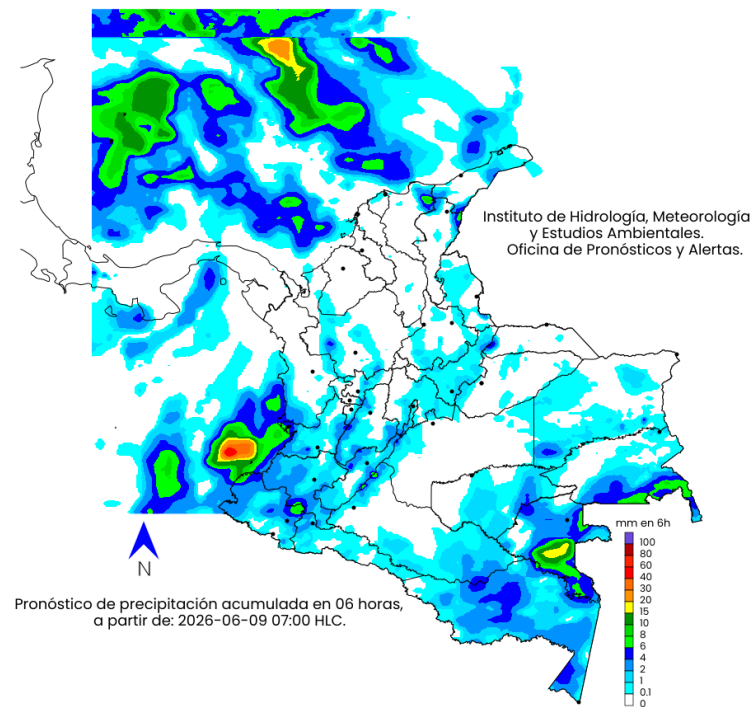 Instituto de Hidrología, Meteorología
y Estudios Ambientales.
Oficina de Pronósticos y Alertas.
mm en 6h
100
80
60
40
30
20
15
10
8
6
4
2
1
0.1
0
N
Pronóstico de precipitación acumulada en 06 horas,
a partir de: 2026-06-09 07:00 HLC.